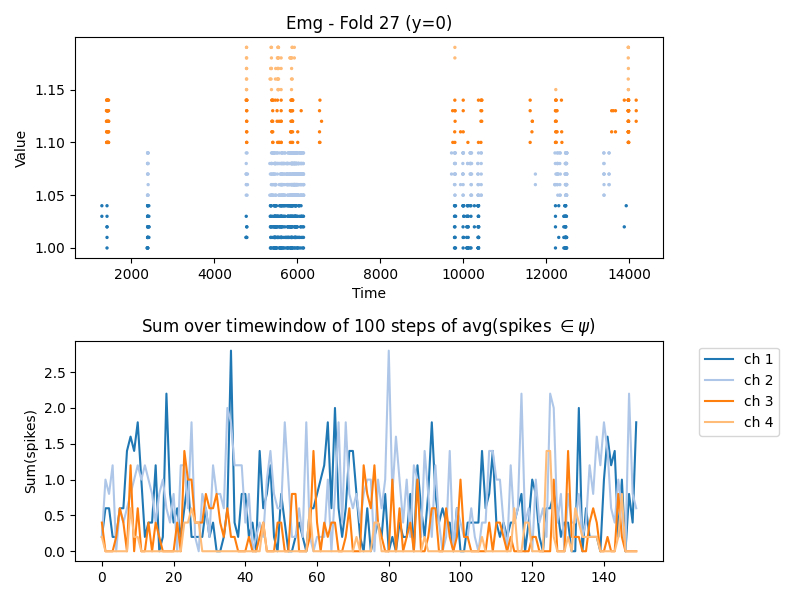 Emg - Fold 27 (y=0)
Value
1.15
1.10
1.05
1.00
2000 4000 6000 8000 10000 12000 14000
Time
Sum over timewindow of 100 steps of avg(spikes ∈ ψ)
Sum(spikes)
2.5
2.0
1.5
1.0
0.5
0.0
0 20 40 60 80 100 120 140
ch 1
ch 2
ch 3
ch 4